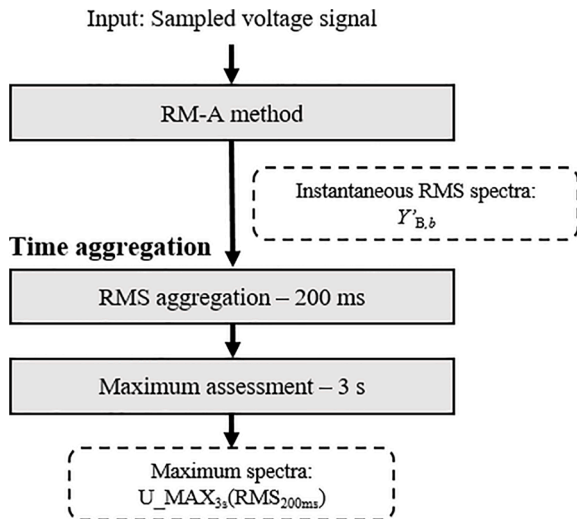 Input: Sampled voltage signal
RM-A method
Instantaneous RMS spectra:
Y'B,b
Time aggregation
RMS aggregation – 200 ms
Maximum assessment – 3 s
Maximum spectra:
U_MAX3s(RMS200ms)